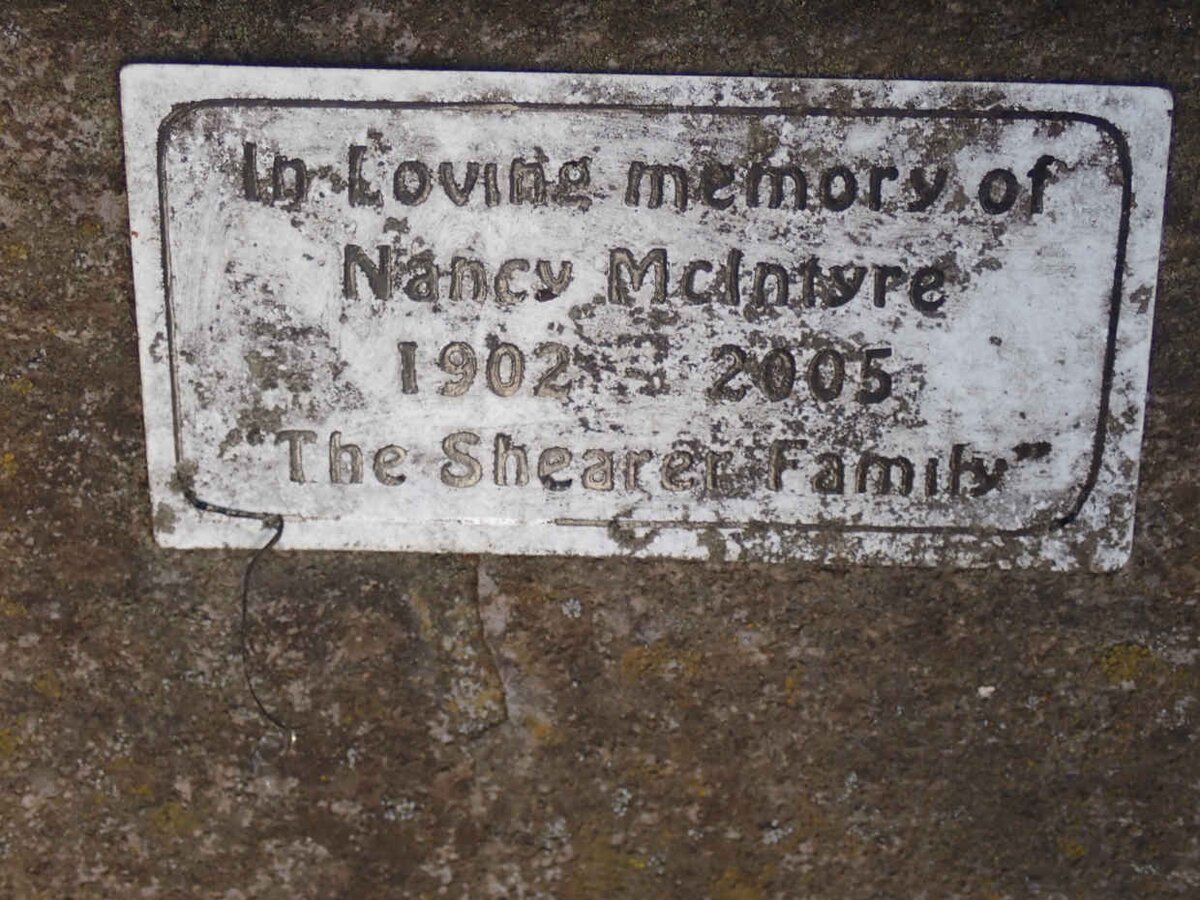 In Loving memory of
Nancy McIntyre
1902 - 2005
"The Shearer Family"